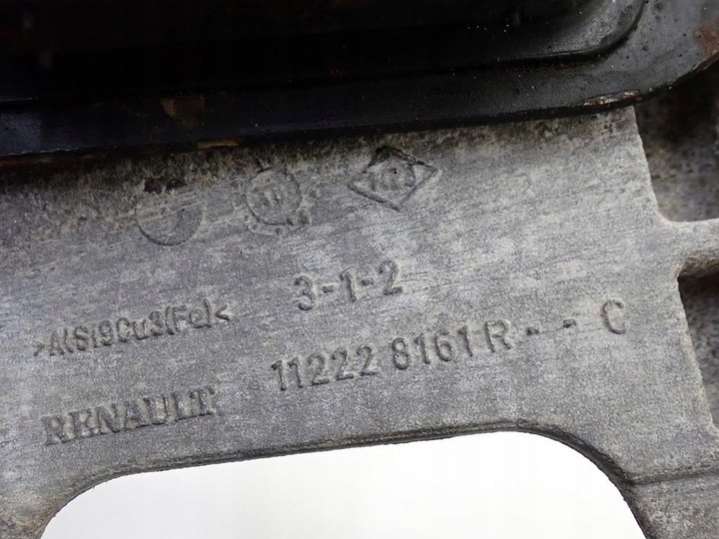 3-1-2
>AlSi9Cu3(Fe)<
11222 8161R - - C
RENAULT